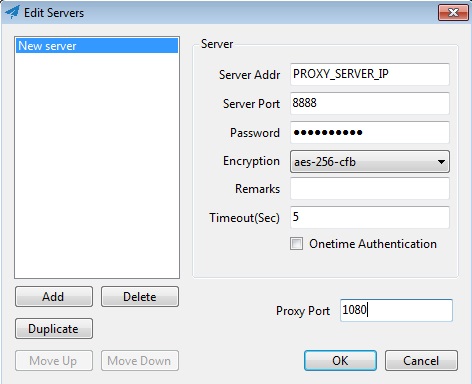 Edit Servers
New server
Server
Server Addr PROXY_SERVER_IP
Server Port 8888
Password ●●●●●●●●●●
Encryption aes-256-cfb
Remarks
Timeout(Sec) 5
Onetime Authentication
Add Delete
Duplicate
Move Up Move Down
Proxy Port 1080
OK Cancel